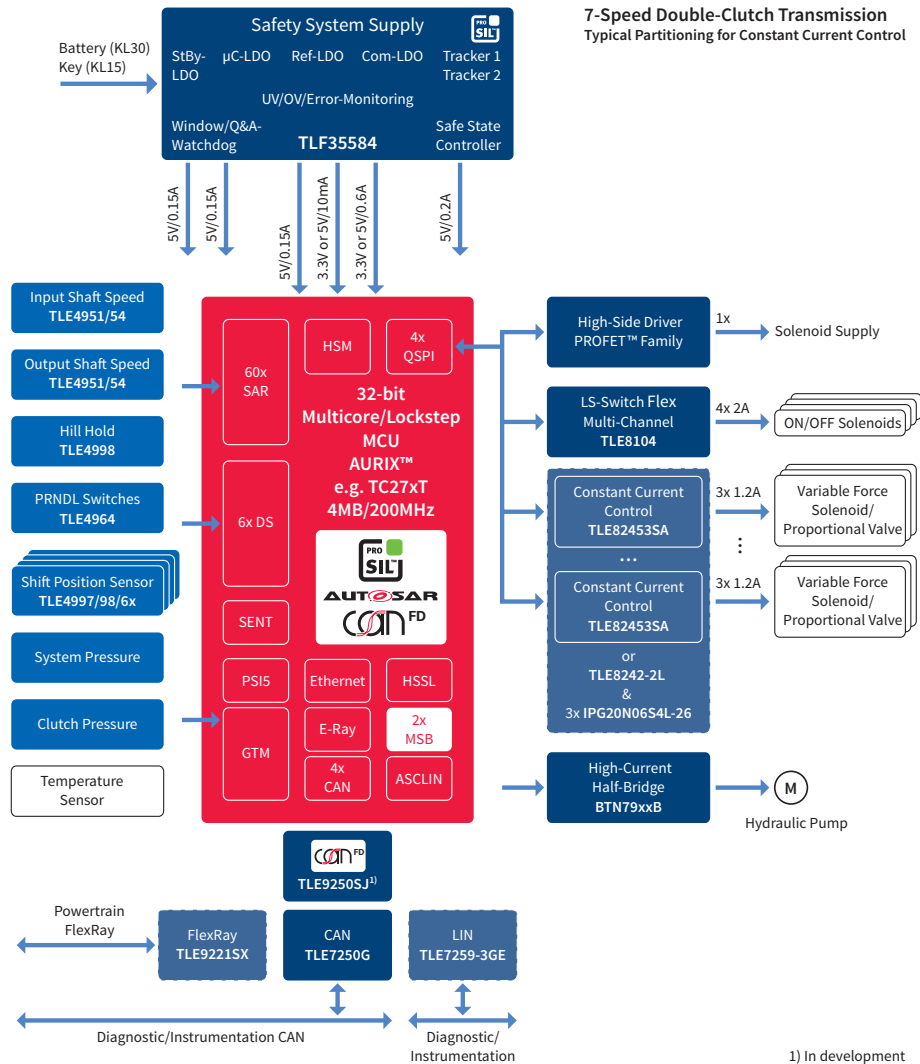 7-Speed Double-Clutch Transmission
Typical Partitioning for Constant Current Control
Battery (KL30)
Key (KL15)
Safety System Supply
PRO
SIL
StBy-
LDO
µC-LDO
Ref-LDO
Com-LDO
Tracker 1
Tracker 2
UV/OV/Error-Monitoring
Window/Q&A-
Watchdog
TLF35584
Safe State
Controller
5V/0.15A
5V/0.15A
5V/0.15A
3.3V or 5V/10mA
3.3V or 5V/0.6A
5V/0.2A
Input Shaft Speed
TLE4951/54
Output Shaft Speed
TLE4951/54
Hill Hold
TLE4998
PRNDL Switches
TLE4964
Shift Position Sensor
TLE4997/98/6x
System Pressure
Clutch Pressure
Temperature
Sensor
60x
SAR
HSM
4x
QSPI
32-bit
Multicore/Lockstep
MCU
AURIX™
e.g. TC27xT
4MB/200MHz
6x DS
PRO
SIL
AUTOSAR
CAN FD
SENT
PSI5
Ethernet
HSSL
GTM
E-Ray
2x
MSB
4x
CAN
ASCLIN
High-Side Driver
PROFET™ Family
1x
Solenoid Supply
LS-Switch Flex
Multi-Channel
TLE8104
4x 2A
ON/OFF Solenoids
Constant Current
Control
TLE82453SA
3x 1.2A
Variable Force
Solenoid/
Proportional Valve
...
⋮
Constant Current
Control
TLE82453SA
3x 1.2A
Variable Force
Solenoid/
Proportional Valve
or
TLE8242-2L
&
3x IPG20N06S4L-26
High-Current
Half-Bridge
BTN79xxB
M
Hydraulic Pump
CAN FD
TLE9250SJ1)
Powertrain
FlexRay
FlexRay
TLE9221SX
CAN
TLE7250G
LIN
TLE7259-3GE
Diagnostic/Instrumentation CAN
Diagnostic/
Instrumentation
1) In development